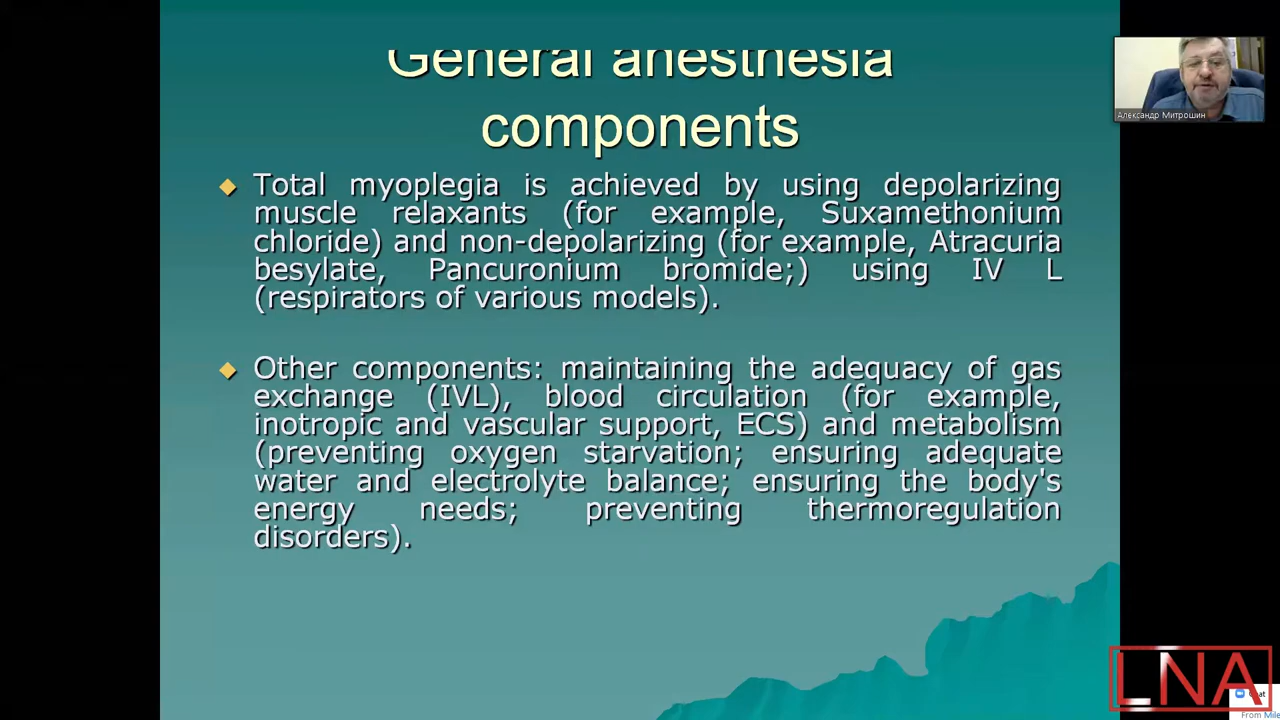 General anesthesia
components
Total myoplegia is achieved by using depolarizing
muscle relaxants (for example, Suxamethonium
chloride) and non-depolarizing (for example, Atracuria
besylate, Pancuronium bromide;) using IV L
(respirators of various models).
Other components: maintaining the adequacy of gas
exchange (IVL), blood circulation (for example,
inotropic and vascular support, ECS) and metabolism
(preventing oxygen starvation; ensuring adequate
water and electrolyte balance; ensuring the body's
energy needs; preventing thermoregulation
disorders).
Александр Митрошин
LNA
From Mile